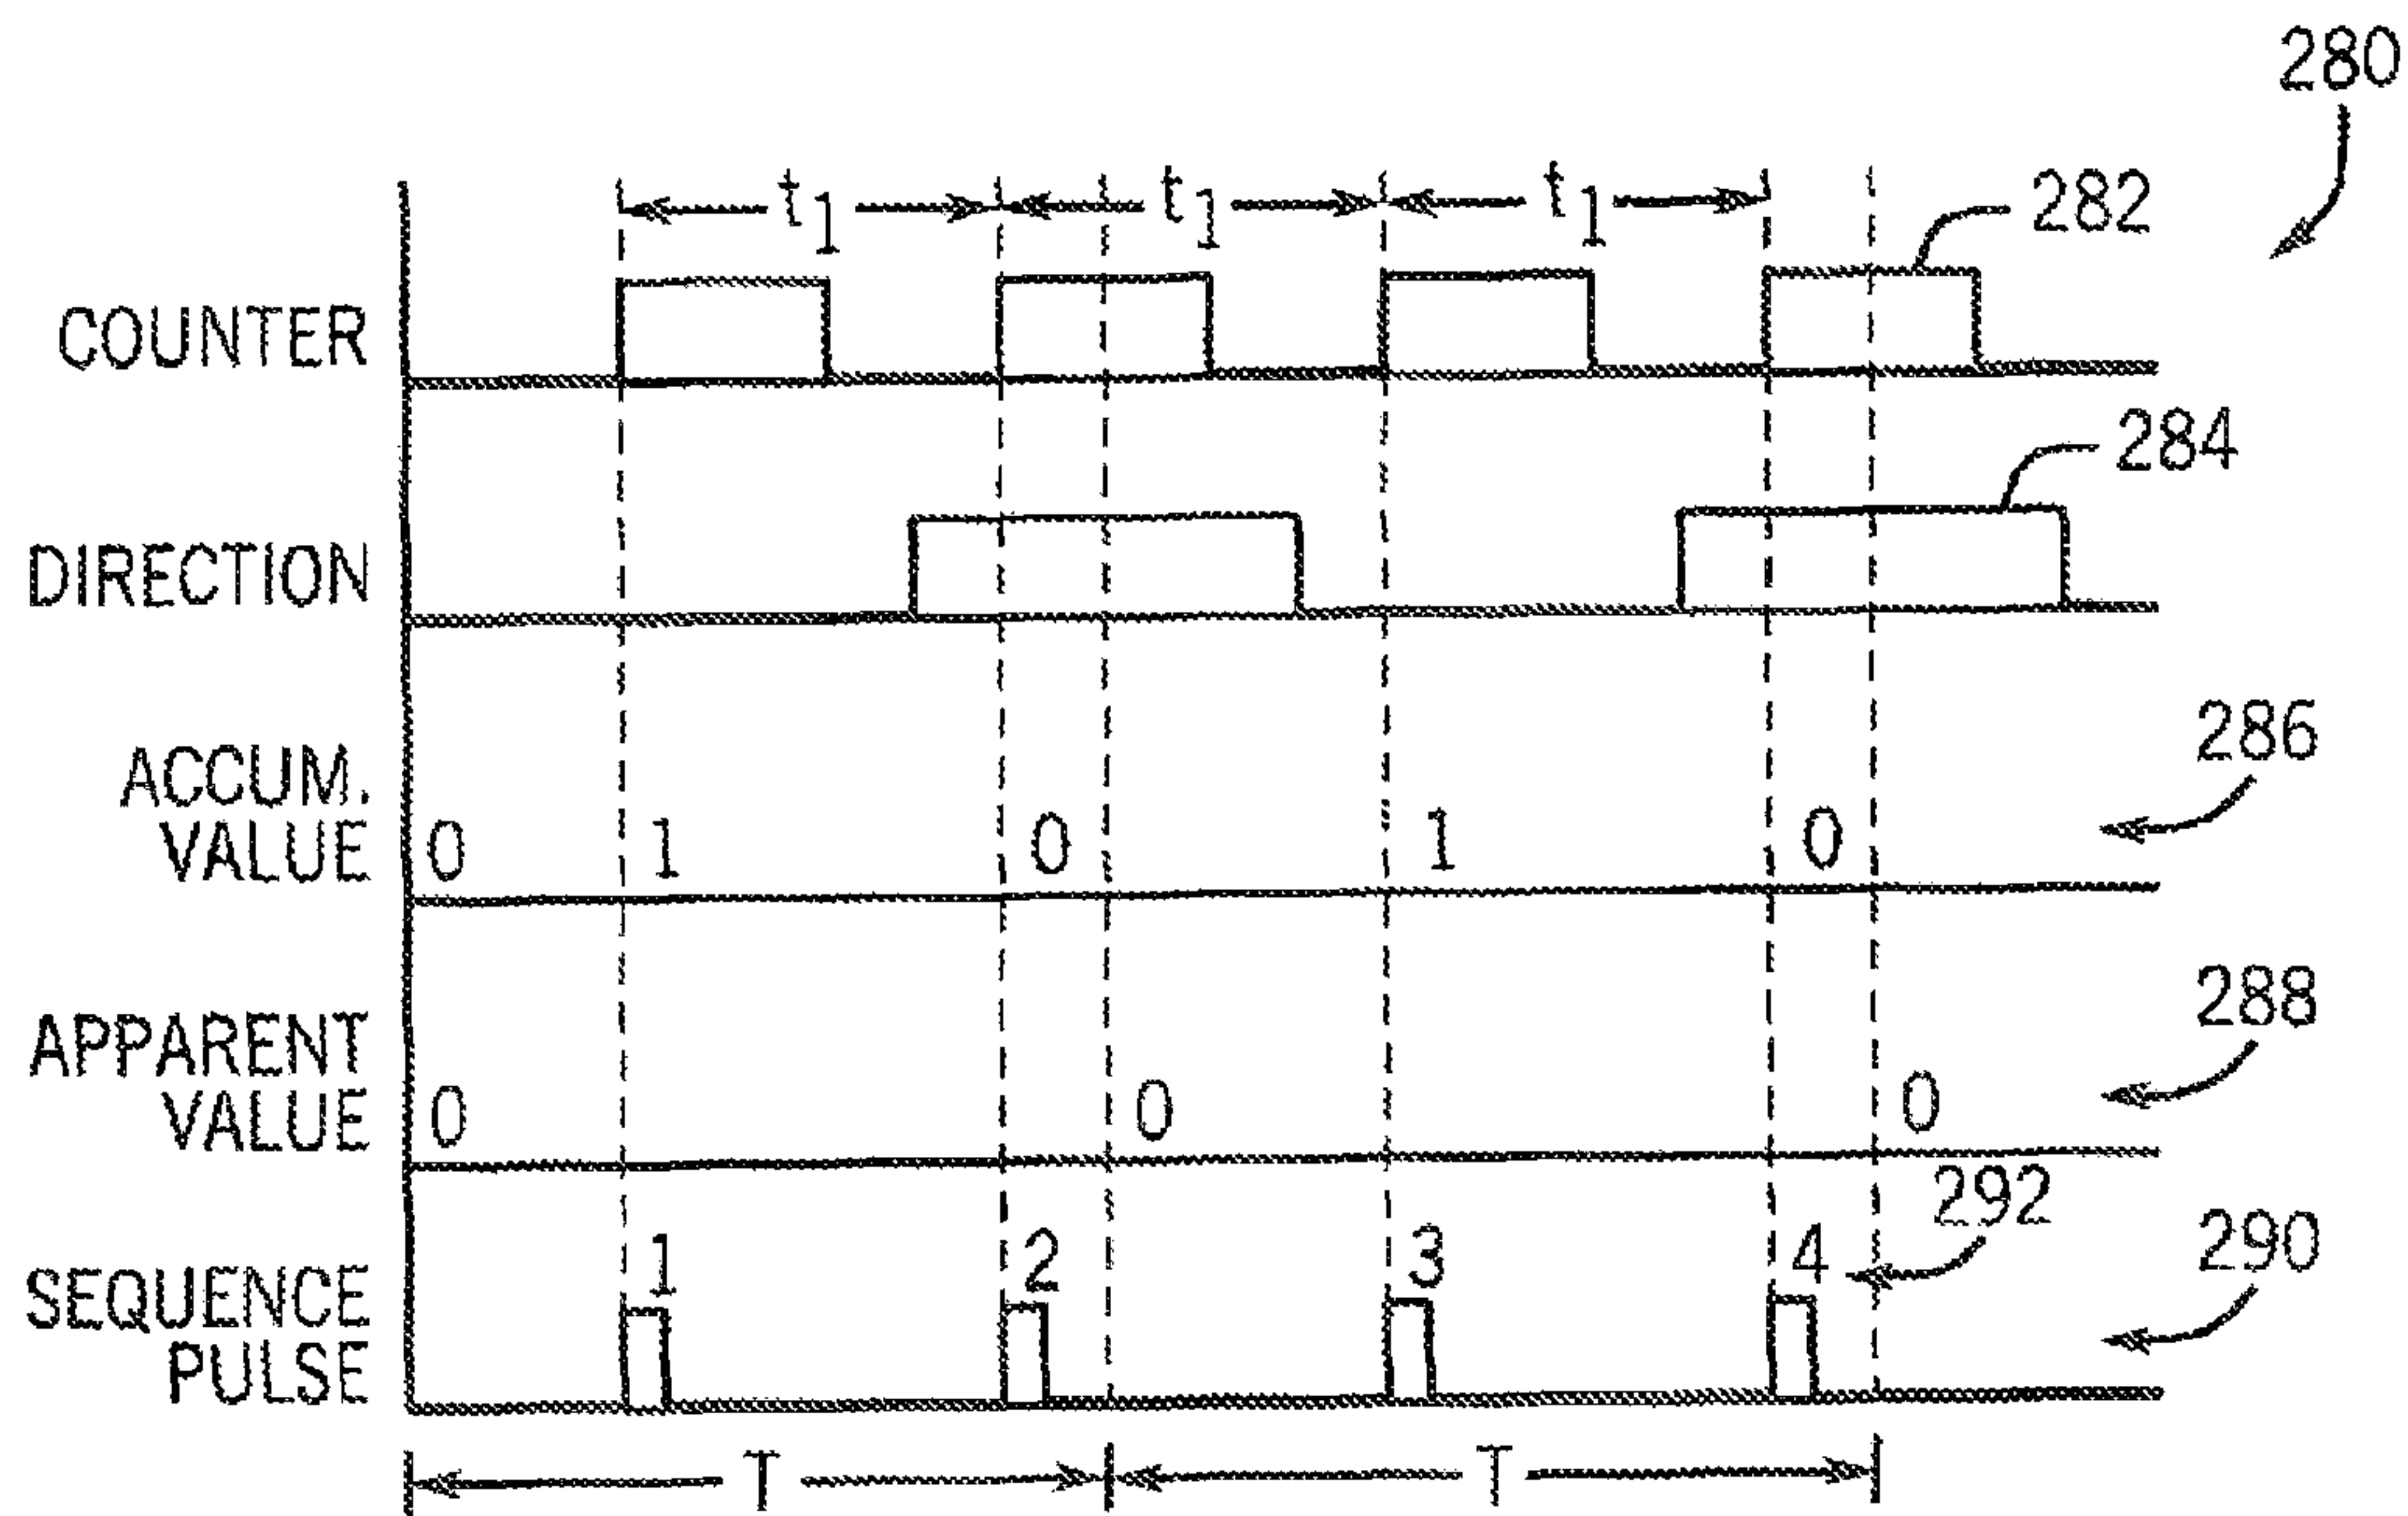 280
t1 t1 t1
282
COUNTER
284
DIRECTION
286
ACCUM.
VALUE
0 1 0 1 0
288
APPARENT
VALUE
0 0 0
292
290
1 2 3 4
SEQUENCE
PULSE
T T